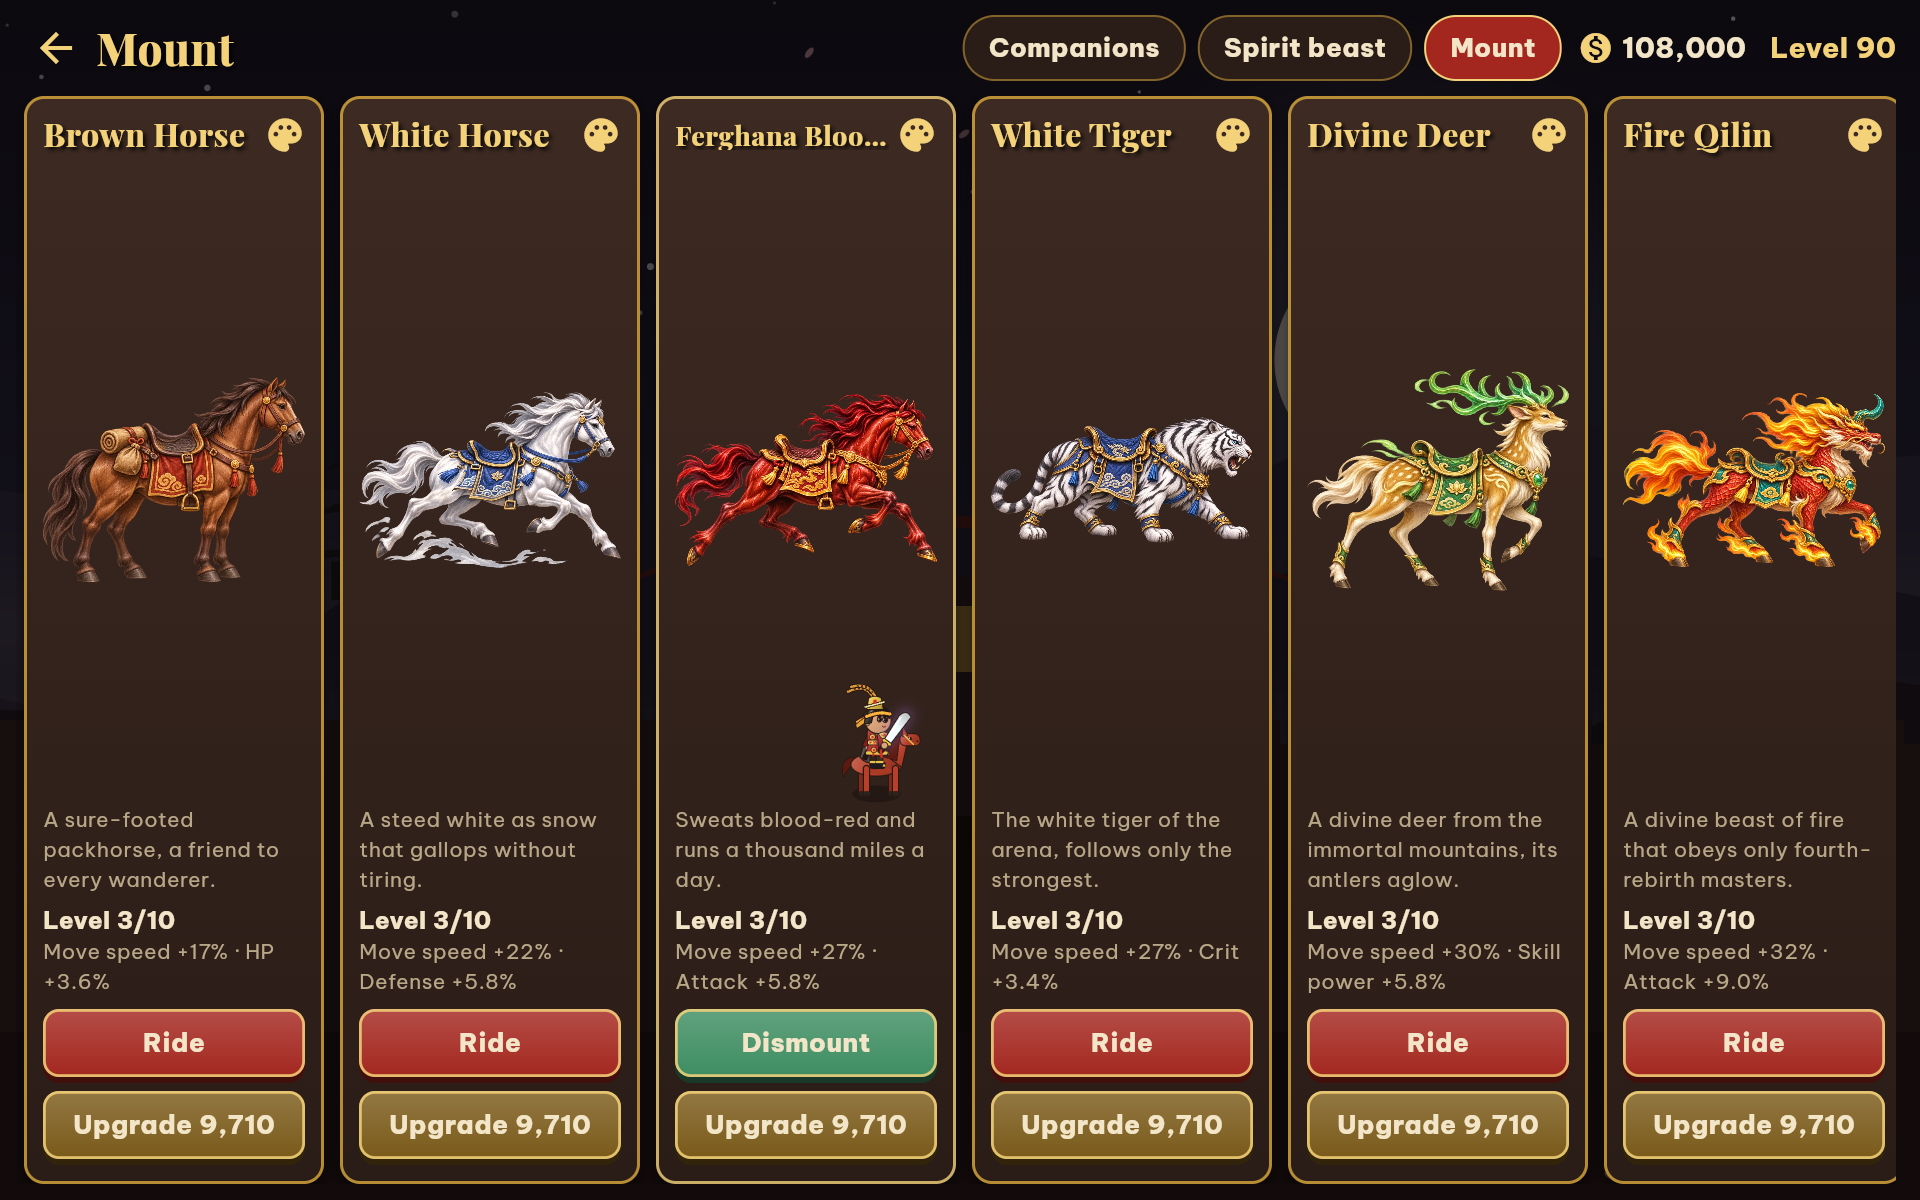 Mount
Companions
Spirit beast
Mount
$ 108,000
Level 90
Brown Horse
A sure-footed
packhorse, a friend to
every wanderer.
Level 3/10
Move speed +17% · HP
+3.6%
Ride
Upgrade 9,710
White Horse
A steed white as snow
that gallops without
tiring.
Level 3/10
Move speed +22% ·
Defense +5.8%
Ride
Upgrade 9,710
Ferghana Bloo...
Sweats blood-red and
runs a thousand miles a
day.
Level 3/10
Move speed +27% ·
Attack +5.8%
Dismount
Upgrade 9,710
White Tiger
The white tiger of the
arena, follows only the
strongest.
Level 3/10
Move speed +27% · Crit
+3.4%
Ride
Upgrade 9,710
Divine Deer
A divine deer from the
immortal mountains, its
antlers aglow.
Level 3/10
Move speed +30% · Skill
power +5.8%
Ride
Upgrade 9,710
Fire Qilin
A divine beast of fire
that obeys only fourth-
rebirth masters.
Level 3/10
Move speed +32% ·
Attack +9.0%
Ride
Upgrade 9,710